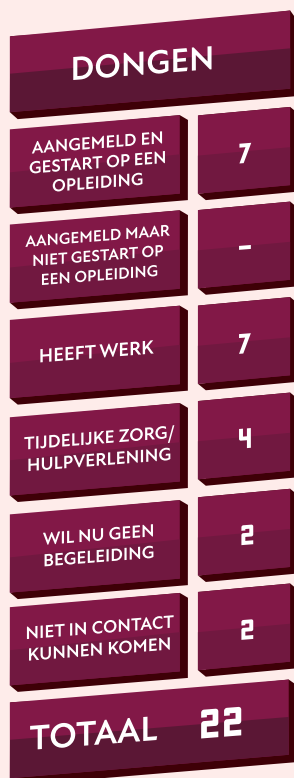 DONGEN
AANGEMELD EN
GESTART OP EEN
OPLEIDING
7
AANGEMELD MAAR
NIET GESTART OP
EEN OPLEIDING
-
HEEFT WERK
7
TIJDELIJKE ZORG/
HULPVERLENING
4
WIL NU GEEN
BEGELEIDING
2
NIET IN CONTACT
KUNNEN KOMEN
2
TOTAAL 22